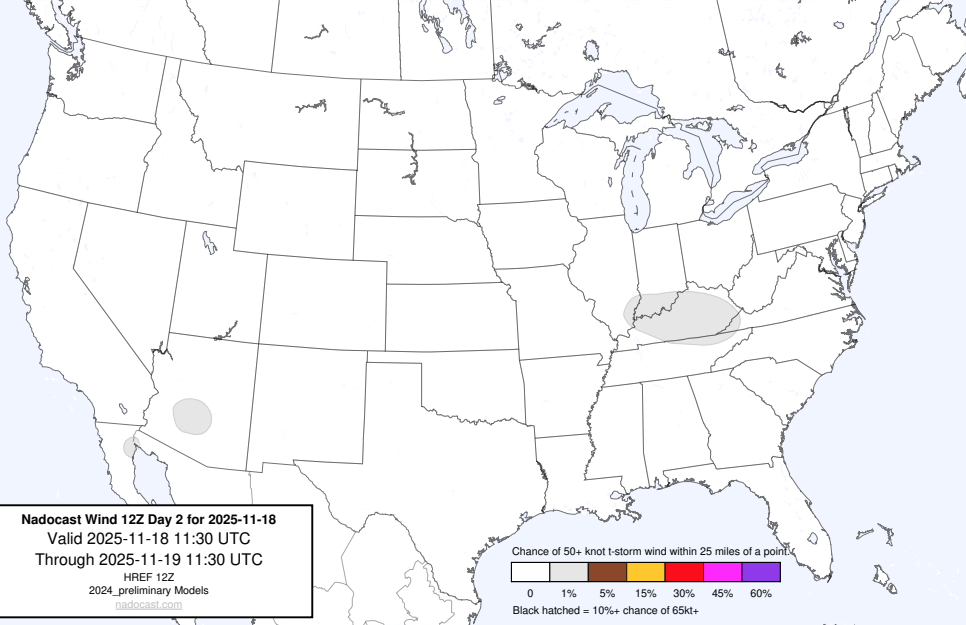 Nadocast Wind 12Z Day 2 for 2025-11-18
Valid 2025-11-18 11:30 UTC
Through 2025-11-19 11:30 UTC
HREF 12Z
2024_preliminary Models
nadocast.com
Chance of 50+ knot t-storm wind within 25 miles of a point.
0 1% 5% 15% 30% 45% 60%
Black hatched = 10%+ chance of 65kt+